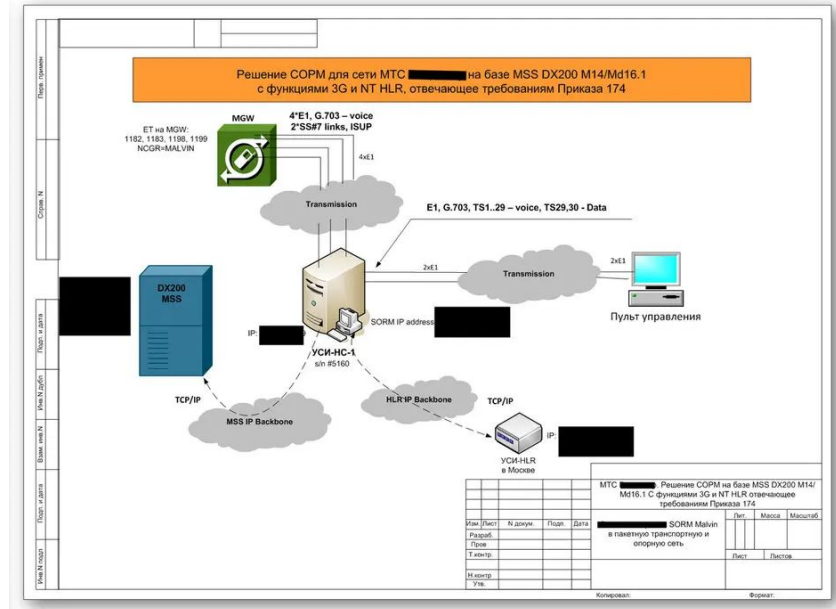 Решение СОРМ для сети МТС на базе MSS DX200 M14/Md16.1
с функциями 3G и NT HLR, отвечающее требованиям Приказа 174
Перв. примен
Справ. N
Подп. и дата
Инв.N дубл
Взам. инв.N
Подп. и дата
Инв N подл
MGW
4*E1, G.703 – voice
2*SS#7 links, ISUP
ET на MGW:
1182, 1183, 1198, 1199
NCGR=MALVIN
4xE1
Transmission
E1, G.703, TS1..29 – voice, TS29,30 - Data
2xE1
Transmission
2xE1
Пульт управления
DX200
MSS
IP:
SORM IP address
УСИ-НС-1
s/n #5160
TCP/IP
MSS IP Backbone
HLR IP Backbone
TCP/IP
IP:
УСИ-HLR
в Москве
МТС . Решение СОРМ на базе MSS DX200 M14/
Md16.1 С функциями 3G и NT HLR отвечающее
требованиям Приказа 174
Изм. Лист N докум. Подп. Дата
Разраб.
Пров
Т.контр.
Н.контр
Утв.
SORM Malvin
в пакетную транспортную и
опорную сеть
Лит. Масса Масштаб
Лист Листов
Копировал: Формат: